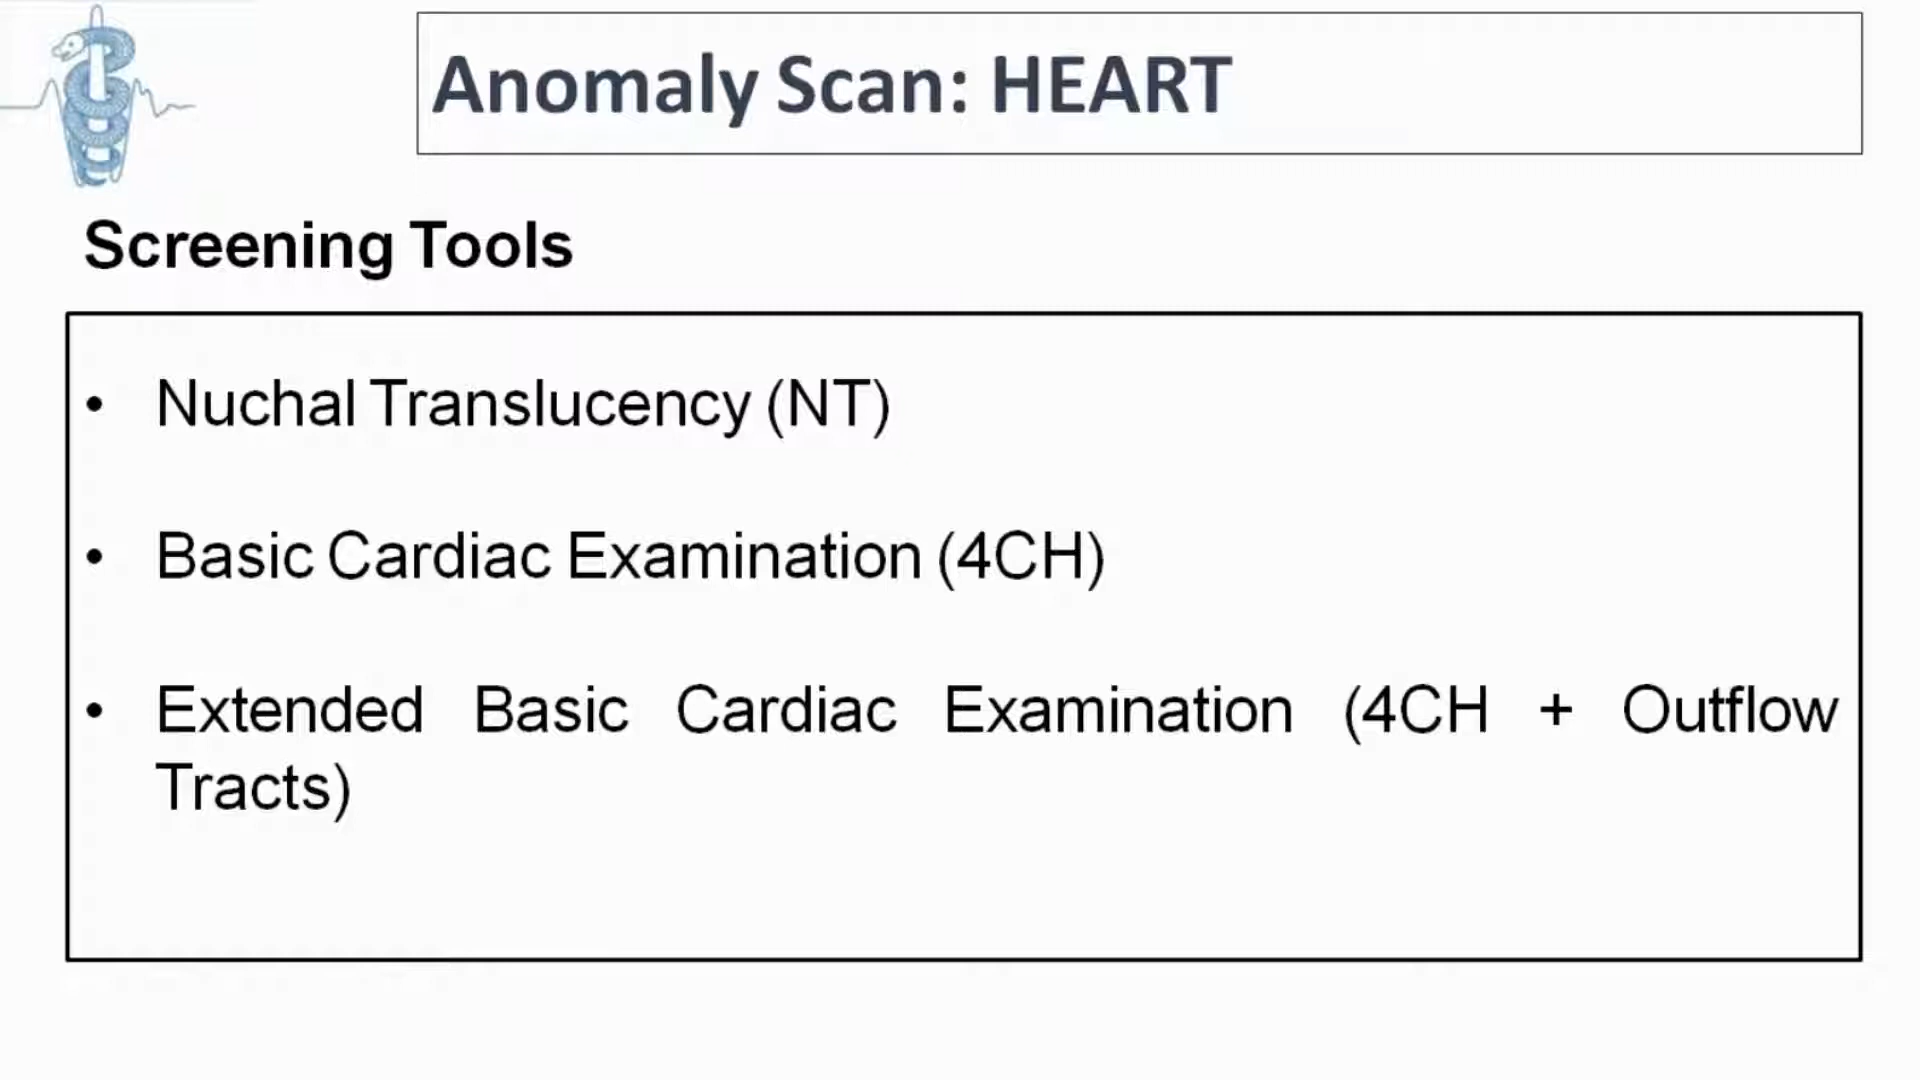 Anomaly Scan: HEART
Screening Tools
• Nuchal Translucency (NT)
• Basic Cardiac Examination (4CH)
• Extended Basic Cardiac Examination (4CH + Outflow
Tracts)